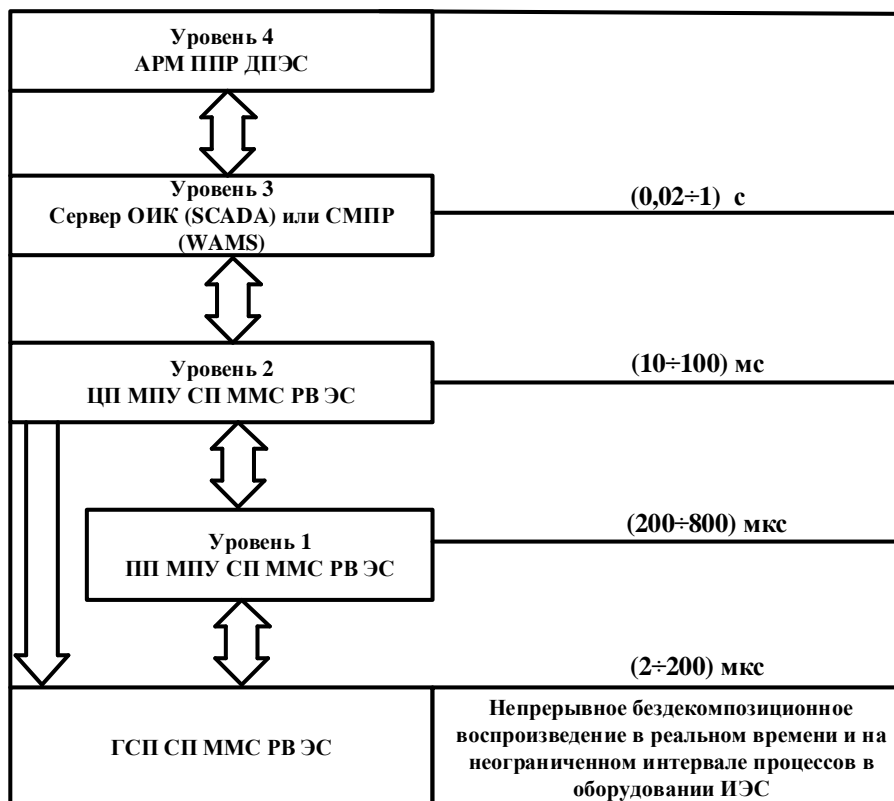 Уровень 4
АРМ ППР ДПЭС
Уровень 3
Сервер ОИК (SCADA) или СМПР
(WAMS)
(0,02÷1) с
Уровень 2
ЦП МПУ СП ММС РВ ЭС
(10÷100) мс
Уровень 1
ПП МПУ СП ММС РВ ЭС
(200÷800) мкс
(2÷200) мкс
ГСП СП ММС РВ ЭС
Непрерывное бездекомпозиционное
воспроизведение в реальном времени и на
неограниченном интервале процессов в
оборудовании ИЭС